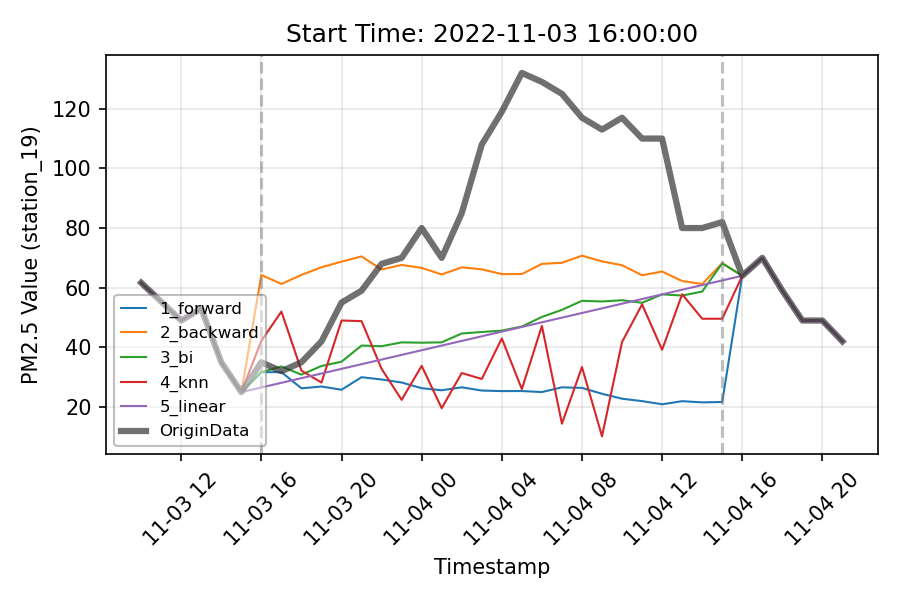 Start Time: 2022-11-03 16:00:00
PM2.5 Value (station_19)
120
100
80
60
40
20
1_forward
2_backward
3_bi
4_knn
5_linear
OriginData
11-03 12
11-03 16
11-03 20
11-04 00
11-04 04
11-04 08
11-04 12
11-04 16
11-04 20
Timestamp